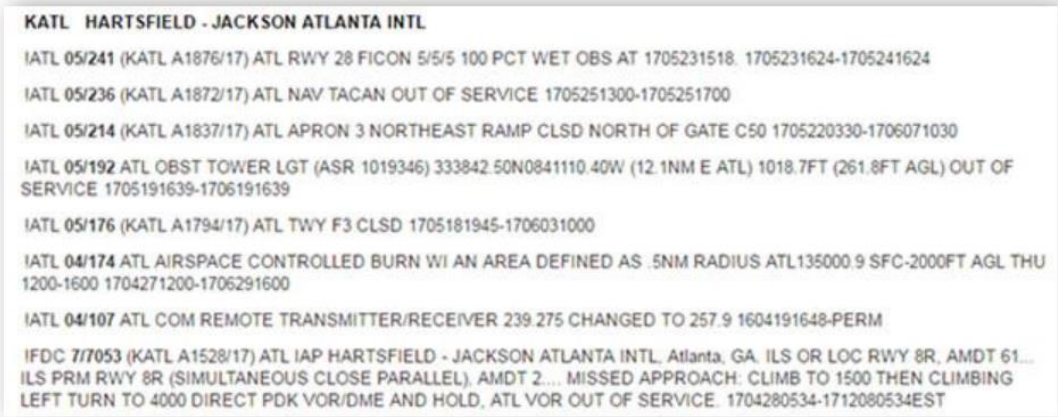 KATL HARTSFIELD - JACKSON ATLANTA INTL
!ATL 05/241 (KATL A1876/17) ATL RWY 28 FICON 5/5/5 100 PCT WET OBS AT 1705231518. 1705231624-1705241624
!ATL 05/236 (KATL A1872/17) ATL NAV TACAN OUT OF SERVICE 1705251300-1705251700
!ATL 05/214 (KATL A1837/17) ATL APRON 3 NORTHEAST RAMP CLSD NORTH OF GATE C50 1705220330-1706071030
!ATL 05/192 ATL OBST TOWER LGT (ASR 1019346) 333842.50N0841110.40W (12.1NM E ATL) 1018.7FT (261.8FT AGL) OUT OF
SERVICE 1705191639-1706191639
!ATL 05/176 (KATL A1794/17) ATL TWY F3 CLSD 1705181945-1706031000
!ATL 04/174 ATL AIRSPACE CONTROLLED BURN WI AN AREA DEFINED AS .5NM RADIUS ATL135000.9 SFC-2000FT AGL THU
1200-1600 1704271200-1706291600
!ATL 04/107 ATL COM REMOTE TRANSMITTER/RECEIVER 239.275 CHANGED TO 257.9 1604191648-PERM
!FDC 7/7053 (KATL A1528/17) ATL IAP HARTSFIELD - JACKSON ATLANTA INTL, Atlanta, GA. ILS OR LOC RWY 8R, AMDT 61...
ILS PRM RWY 8R (SIMULTANEOUS CLOSE PARALLEL), AMDT 2.... MISSED APPROACH: CLIMB TO 1500 THEN CLIMBING
LEFT TURN TO 4000 DIRECT PDK VOR/DME AND HOLD, ATL VOR OUT OF SERVICE. 1704280534-1712080534EST